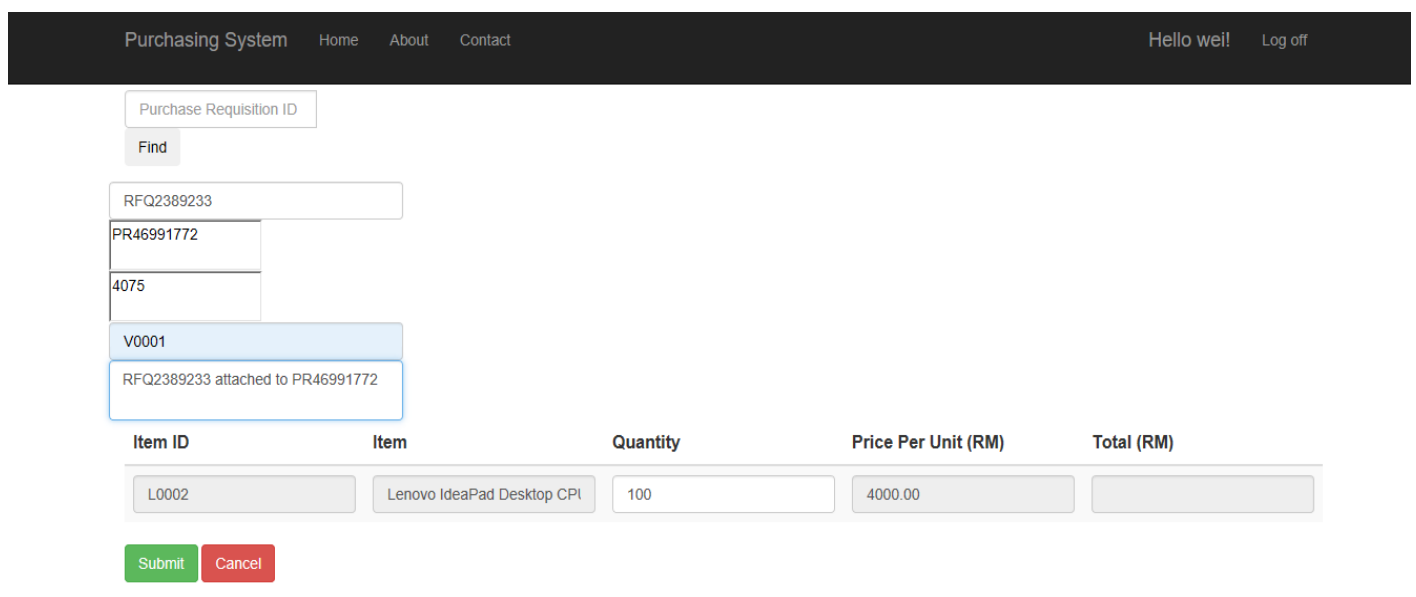 Purchasing System Home About Contact Hello wei! Log off
Purchase Requisition ID
Find
RFQ2389233
PR46991772
4075
V0001
RFQ2389233 attached to PR46991772
Item ID Item Quantity Price Per Unit (RM) Total (RM)
L0002 Lenovo IdeaPad Desktop CPU 100 4000.00
Submit Cancel